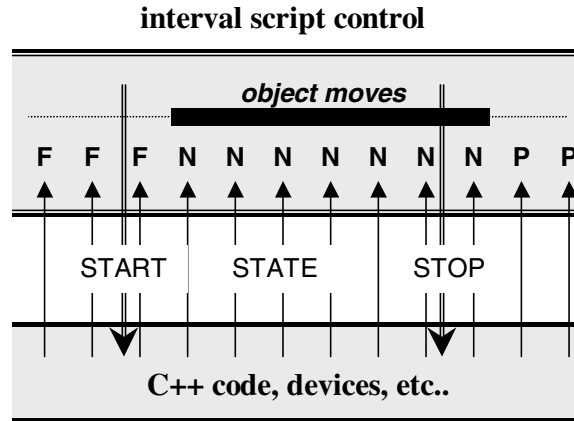 interval script control
object moves
F F F N N N N N N N P P
START STATE STOP
C++ code, devices, etc..